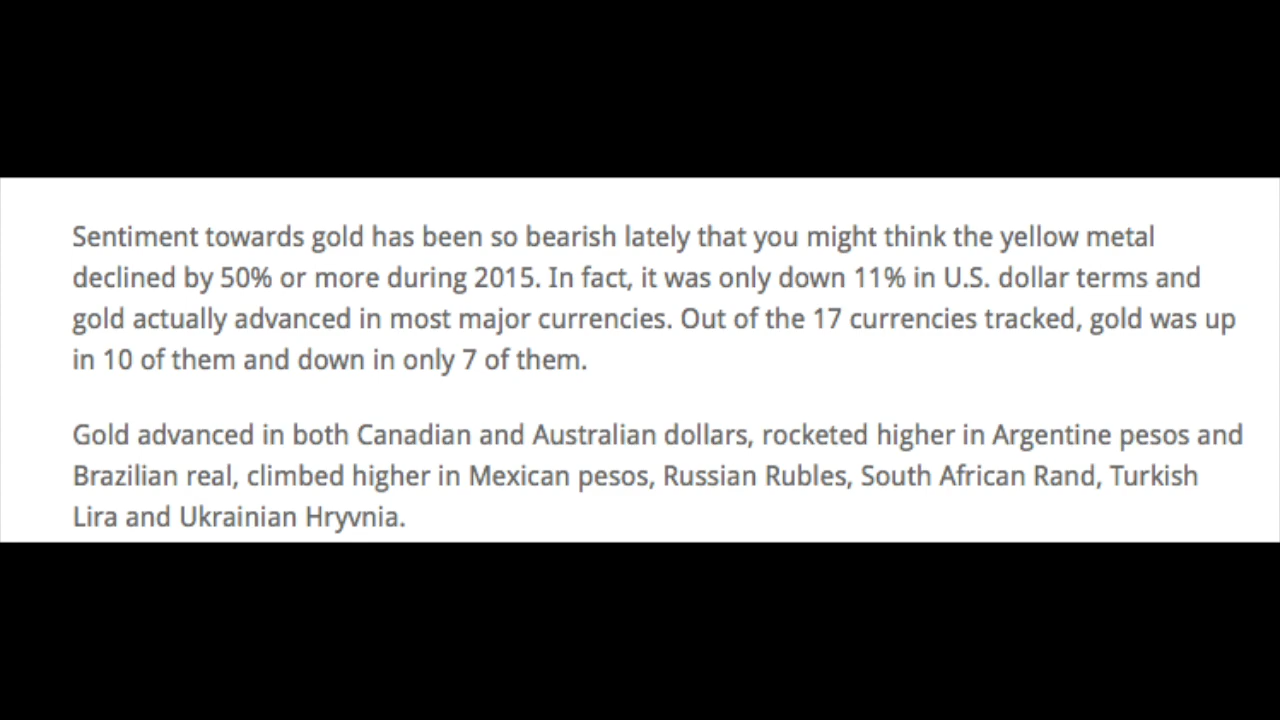 Sentiment towards gold has been so bearish lately that you might think the yellow metal
declined by 50% or more during 2015. In fact, it was only down 11% in U.S. dollar terms and
gold actually advanced in most major currencies. Out of the 17 currencies tracked, gold was up
in 10 of them and down in only 7 of them.
Gold advanced in both Canadian and Australian dollars, rocketed higher in Argentine pesos and
Brazilian real, climbed higher in Mexican pesos, Russian Rubles, South African Rand, Turkish
Lira and Ukrainian Hryvnia.